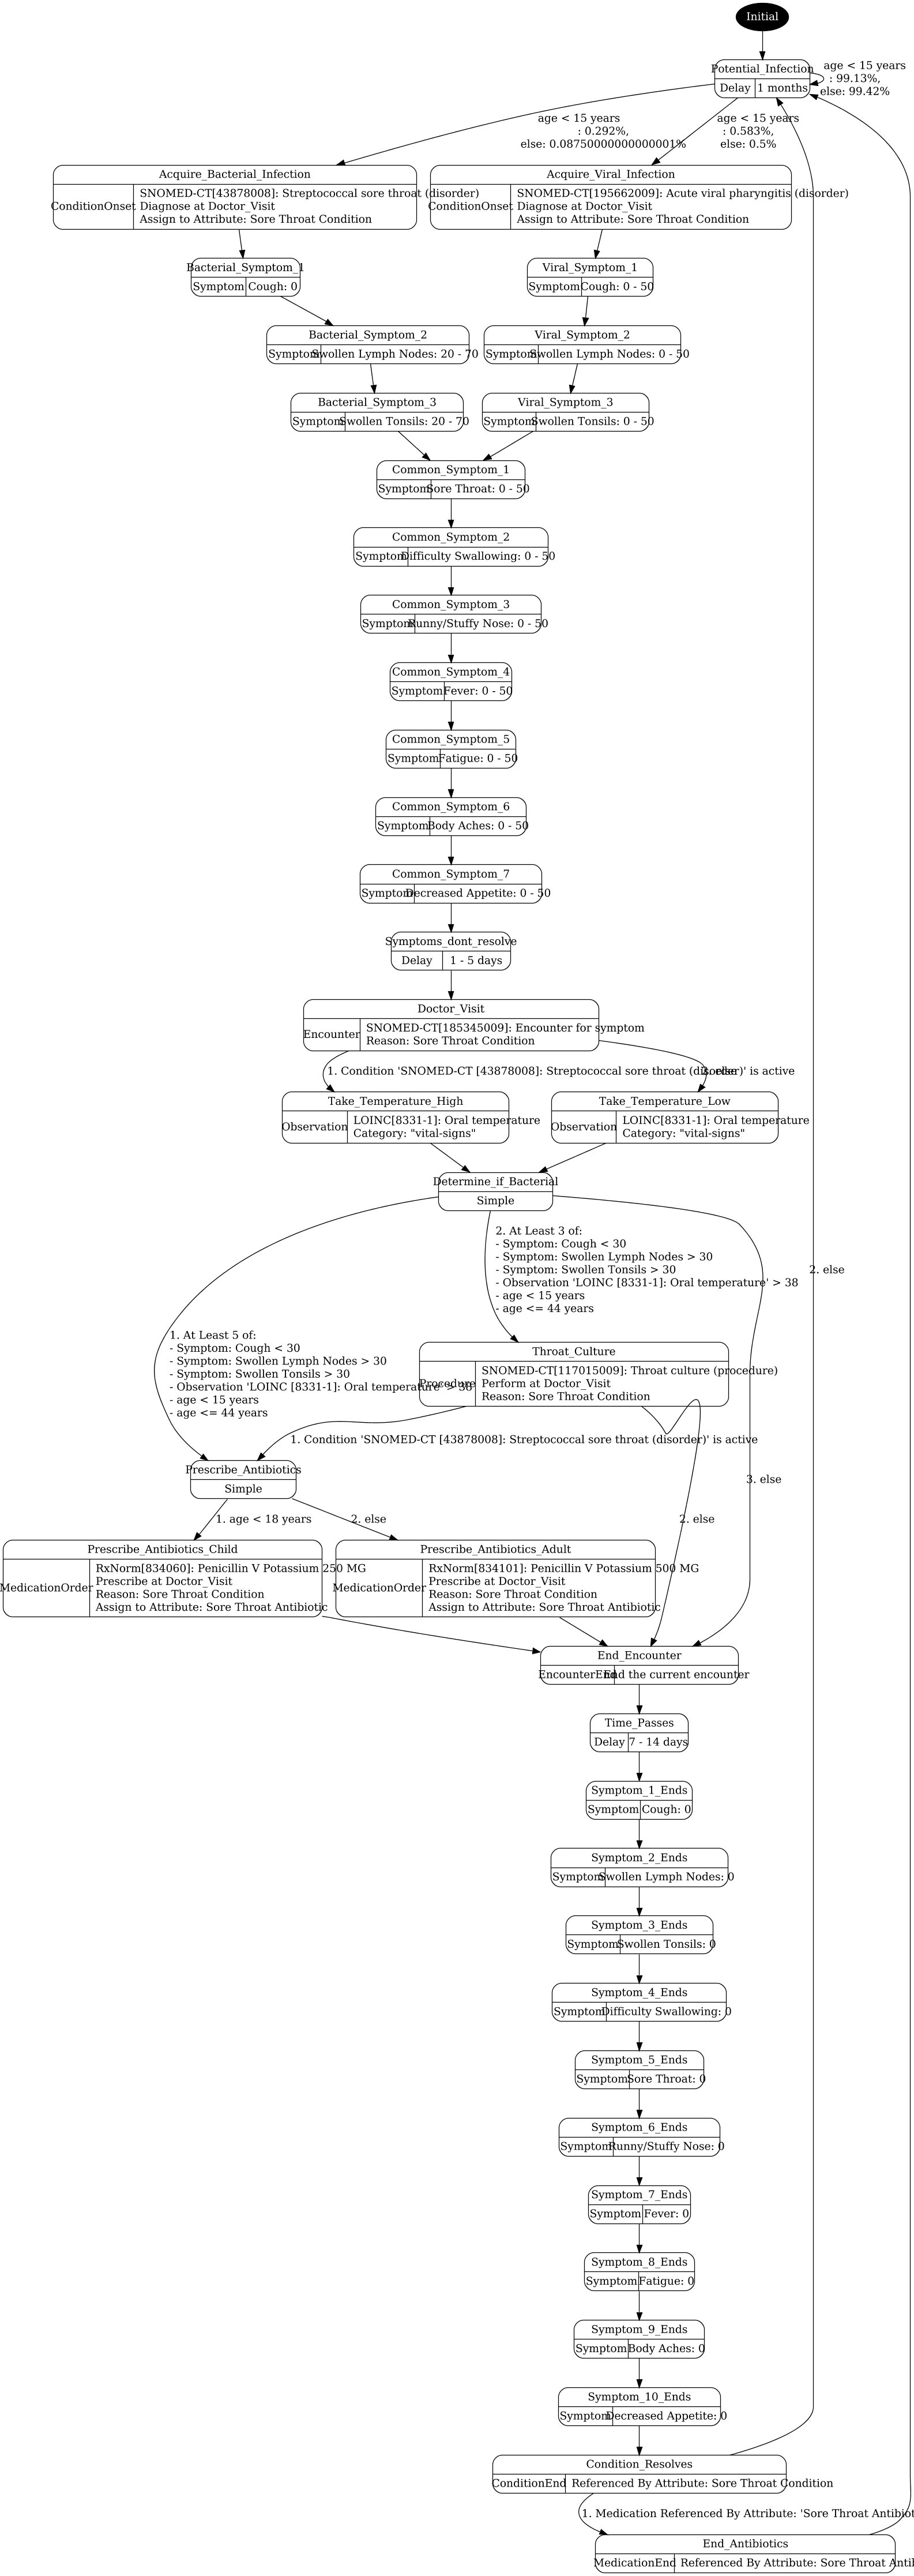 Initial
Potential_Infection
Delay
1 months
age < 15 years
: 99.13%,
else: 99.42%
age < 15 years
: 0.292%,
else: 0.08750000000000001%
age < 15 years
: 0.583%,
else: 0.5%
Acquire_Bacterial_Infection
ConditionOnset
SNOMED-CT[43878008]: Streptococcal sore throat (disorder)
Diagnose at Doctor_Visit
Assign to Attribute: Sore Throat Condition
Acquire_Viral_Infection
ConditionOnset
SNOMED-CT[195662009]: Acute viral pharyngitis (disorder)
Diagnose at Doctor_Visit
Assign to Attribute: Sore Throat Condition
Bacterial_Symptom_1
Symptom
Cough: 0
Viral_Symptom_1
Symptom
Cough: 0 - 50
Bacterial_Symptom_2
Symptom
Swollen Lymph Nodes: 20 - 70
Viral_Symptom_2
Symptom
Swollen Lymph Nodes: 0 - 50
Bacterial_Symptom_3
Symptom
Swollen Tonsils: 20 - 70
Viral_Symptom_3
Symptom
Swollen Tonsils: 0 - 50
Common_Symptom_1
Symptom
Sore Throat: 0 - 50
Common_Symptom_2
Symptom
Difficulty Swallowing: 0 - 50
Common_Symptom_3
Symptom
Runny/Stuffy Nose: 0 - 50
Common_Symptom_4
Symptom
Fever: 0 - 50
Common_Symptom_5
Symptom
Fatigue: 0 - 50
Common_Symptom_6
Symptom
Body Aches: 0 - 50
Common_Symptom_7
Symptom
Decreased Appetite: 0 - 50
Symptoms_dont_resolve
Delay
1 - 5 days
Doctor_Visit
Encounter
SNOMED-CT[185345009]: Encounter for symptom
Reason: Sore Throat Condition
1. Condition 'SNOMED-CT [43878008]: Streptococcal sore throat (disorder)' is active
2. else
Take_Temperature_High
Observation
LOINC[8331-1]: Oral temperature
Category: "vital-signs"
Take_Temperature_Low
Observation
LOINC[8331-1]: Oral temperature
Category: "vital-signs"
Determine_if_Bacterial
Simple
2. At Least 3 of:
- Symptom: Cough < 30
- Symptom: Swollen Lymph Nodes > 30
- Symptom: Swollen Tonsils > 30
- Observation 'LOINC [8331-1]: Oral temperature' > 38
- age < 15 years
- age <= 44 years
2. else
1. At Least 5 of:
- Symptom: Cough < 30
- Symptom: Swollen Lymph Nodes > 30
- Symptom: Swollen Tonsils > 30
- Observation 'LOINC [8331-1]: Oral temperature' > 38
- age < 15 years
- age <= 44 years
Throat_Culture
Procedure
SNOMED-CT[117015009]: Throat culture (procedure)
Perform at Doctor_Visit
Reason: Sore Throat Condition
1. Condition 'SNOMED-CT [43878008]: Streptococcal sore throat (disorder)' is active
3. else
Prescribe_Antibiotics
Simple
1. age < 18 years
2. else
2. else
Prescribe_Antibiotics_Child
MedicationOrder
RxNorm[834060]: Penicillin V Potassium 250 MG
Prescribe at Doctor_Visit
Reason: Sore Throat Condition
Assign to Attribute: Sore Throat Antibiotic
Prescribe_Antibiotics_Adult
MedicationOrder
RxNorm[834101]: Penicillin V Potassium 500 MG
Prescribe at Doctor_Visit
Reason: Sore Throat Condition
Assign to Attribute: Sore Throat Antibiotic
End_Encounter
EncounterEnd
End the current encounter
Time_Passes
Delay
7 - 14 days
Symptom_1_Ends
Symptom
Cough: 0
Symptom_2_Ends
Symptom
Swollen Lymph Nodes: 0
Symptom_3_Ends
Symptom
Swollen Tonsils: 0
Symptom_4_Ends
Symptom
Difficulty Swallowing: 0
Symptom_5_Ends
Symptom
Sore Throat: 0
Symptom_6_Ends
Symptom
Runny/Stuffy Nose: 0
Symptom_7_Ends
Symptom
Fever: 0
Symptom_8_Ends
Symptom
Fatigue: 0
Symptom_9_Ends
Symptom
Body Aches: 0
Symptom_10_Ends
Symptom
Decreased Appetite: 0
Condition_Resolves
ConditionEnd
Referenced By Attribute: Sore Throat Condition
1. Medication Referenced By Attribute: 'Sore Throat
End_Antibiotics
MedicationEnd
Referenced By Attribute: Sore Throat